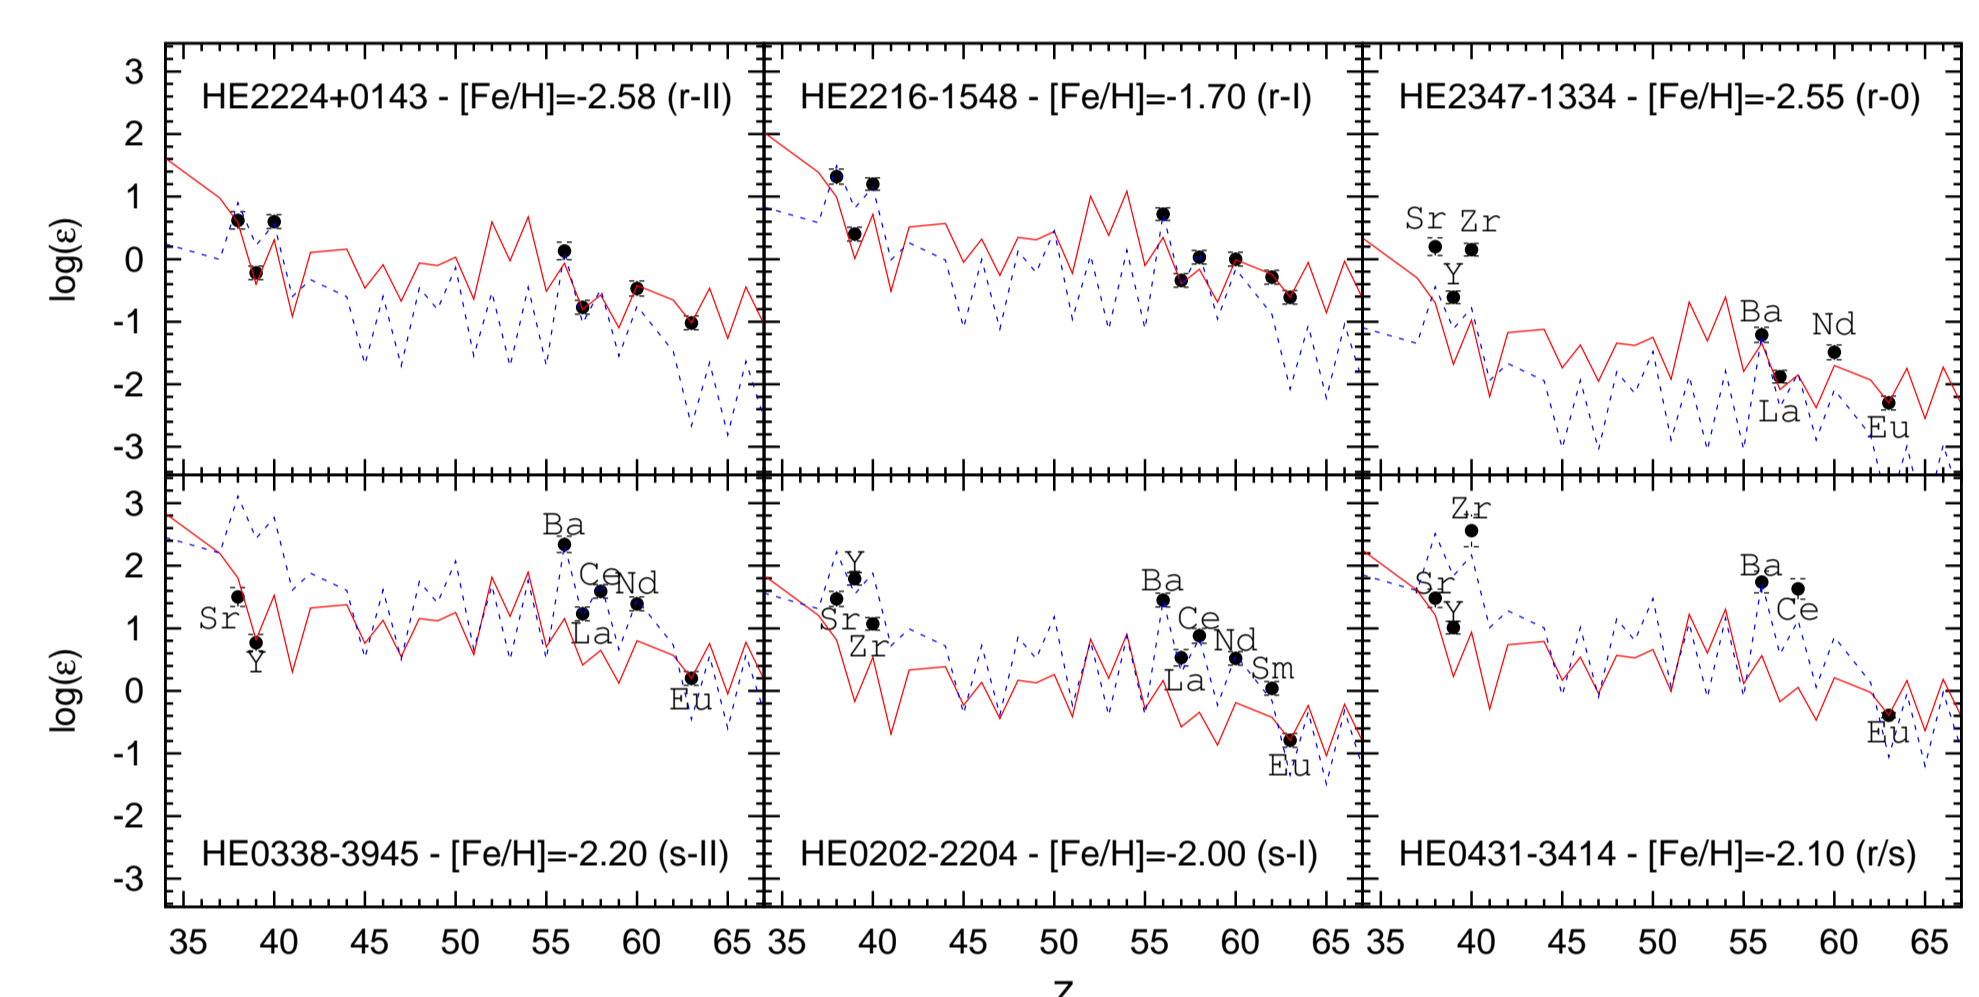 HE2224+0143 - [Fe/H]=-2.58 (r-II)
HE2216-1548 - [Fe/H]=-1.70 (r-I)
HE2347-1334 - [Fe/H]=-2.55 (r-0)
3
2
1
0
-1
-2
-3
log(ε)
Sr
Zr
Y
Ba
Nd
La
Eu
3
2
1
0
-1
-2
-3
log(ε)
Ba
Ce
Nd
Sr
La
Y
Eu
HE0338-3945 - [Fe/H]=-2.20 (s-II)
Y
Sr
Zr
Ba
Ce
Nd
La
Sm
Eu
HE0202-2204 - [Fe/H]=-2.00 (s-I)
Zr
Sr
Y
Ba
Ce
Eu
HE0431-3414 - [Fe/H]=-2.10 (r/s)
35 40 45 50 55 60 65
35 40 45 50 55 60 65
35 40 45 50 55 60 65
Z